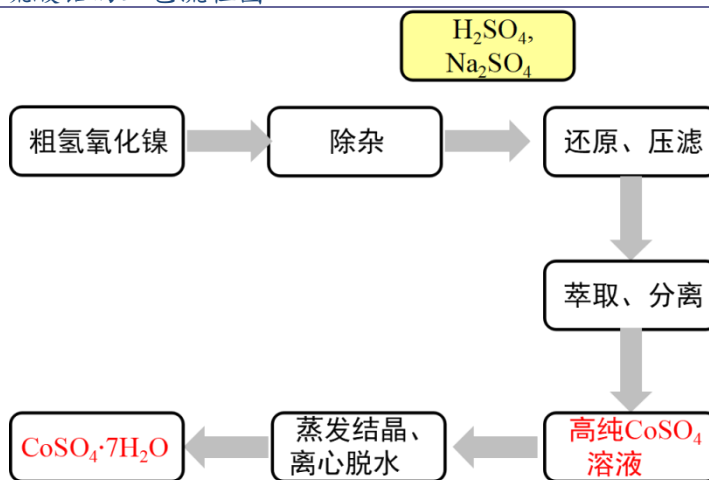 H₂SO₄,
Na₂SO₄
粗氢氧化镍
除杂
还原、压滤
萃取、分离
高纯CoSO₄
溶液
蒸发结晶、
离心脱水
CoSO₄·7H₂O